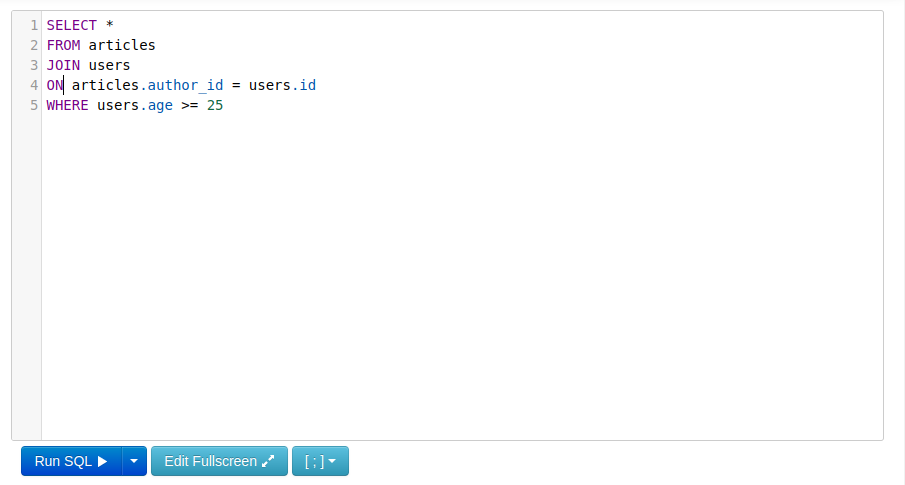 1 SELECT *
2 FROM articles
3 JOIN users
4 ON articles.author_id = users.id
5 WHERE users.age >= 25
Run SQL Edit Fullscreen [ ; ]